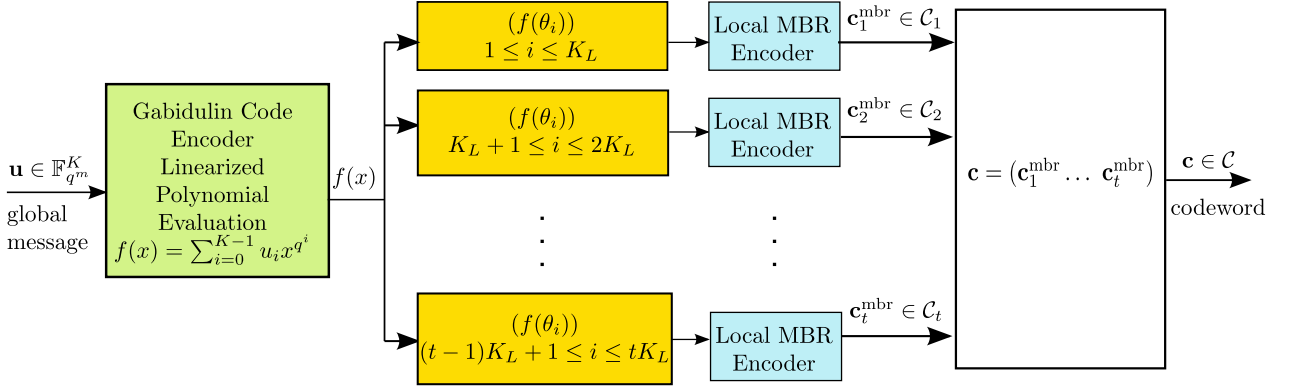 𝐮 ∈ 𝔽_{q^m}^K
global
message
Gabidulin Code
Encoder
Linearized
Polynomial
Evaluation
f(x) = ∑_{i=0}^{K−1} u_i x^{q^i}
f(x)
(f(θ_i))
1 ≤ i ≤ K_L
Local MBR
Encoder
𝐜_1^{mbr} ∈ 𝒞_1
(f(θ_i))
K_L + 1 ≤ i ≤ 2K_L
Local MBR
Encoder
𝐜_2^{mbr} ∈ 𝒞_2
(f(θ_i))
(t − 1)K_L + 1 ≤ i ≤ tK_L
Local MBR
Encoder
𝐜_t^{mbr} ∈ 𝒞_t
𝐜 = (𝐜_1^{mbr} … 𝐜_t^{mbr})
𝐜 ∈ 𝒞
codeword